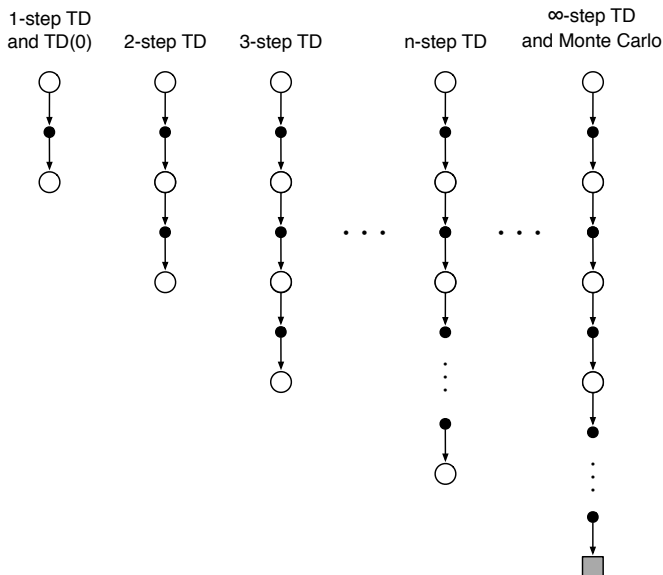 1-step TD
and TD(0)
2-step TD
3-step TD
n-step TD
∞-step TD
and Monte Carlo